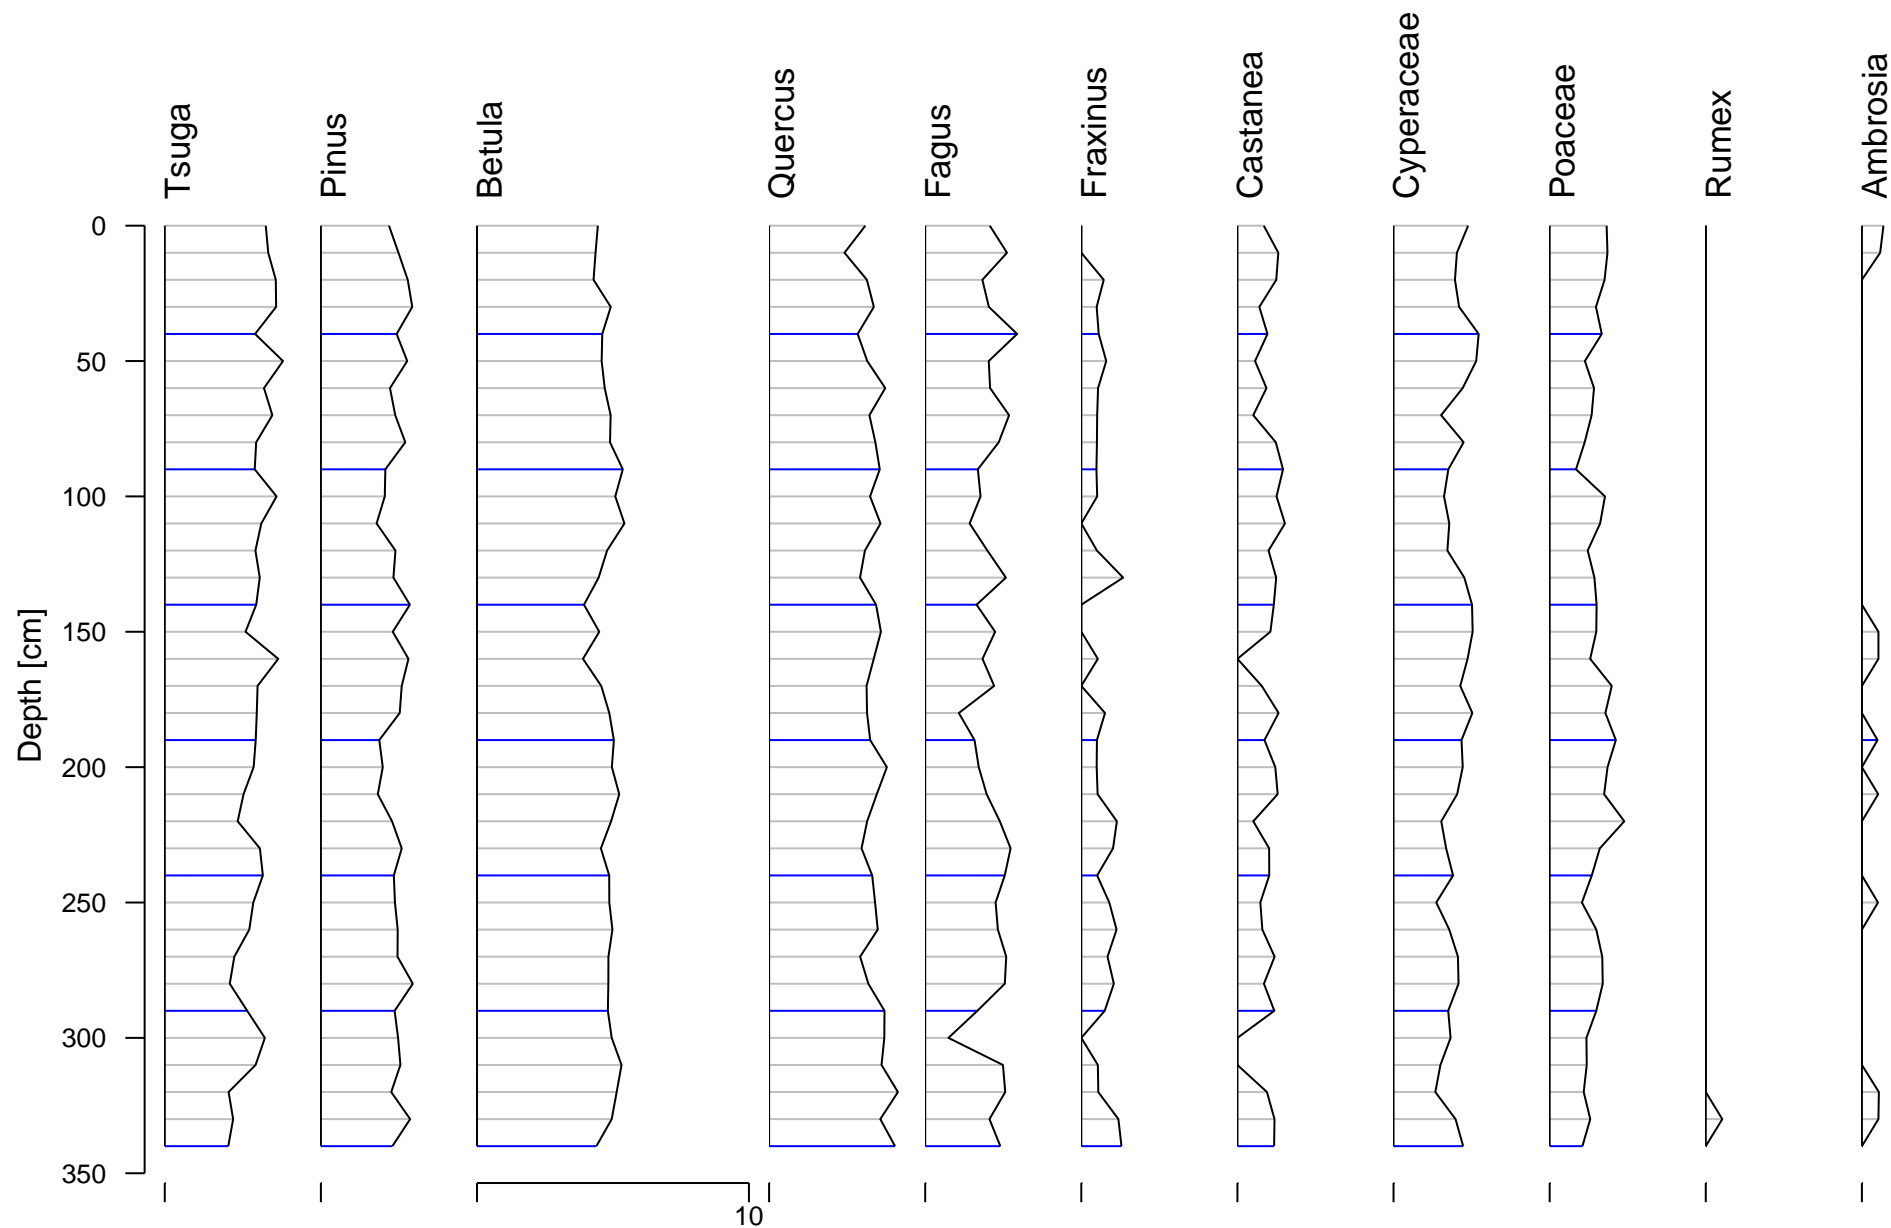 Tsuga
Pinus
Betula
Quercus
Fagus
Fraxinus
Castanea
Cyperaceae
Poaceae
Rumex
Ambrosia
Depth [cm]
0
50
100
150
200
250
300
350
10